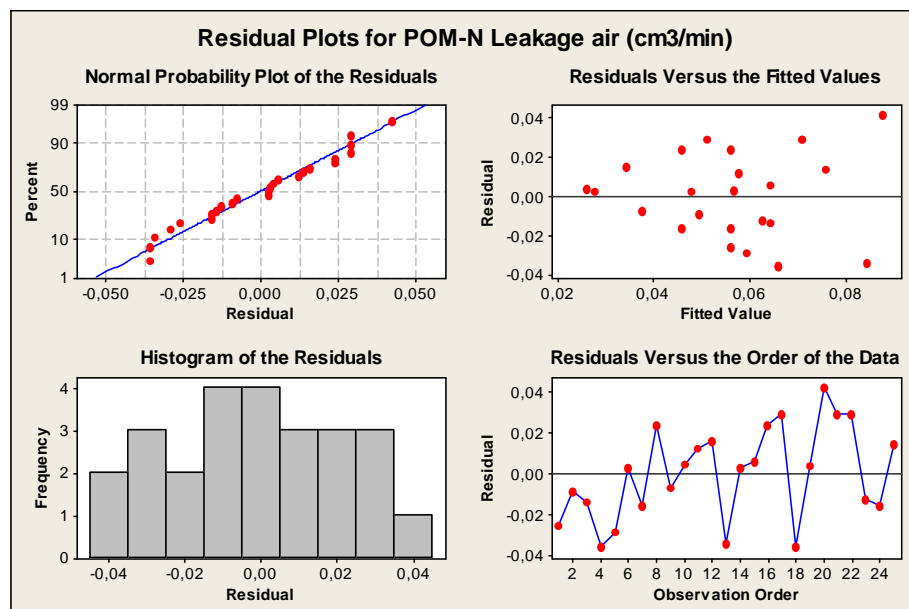 Residual Plots for POM-N Leakage air (cm3/min)
Normal Probability Plot of the Residuals
Percent
99
90
50
10
1
-0,050 -0,025 0,000 0,025 0,050
Residual
Residuals Versus the Fitted Values
Residual
0,04
0,02
0,00
-0,02
-0,04
0,02 0,04 0,06 0,08
Fitted Value
Histogram of the Residuals
Frequency
4
3
2
1
0
-0,04 -0,02 0,00 0,02 0,04
Residual
Residuals Versus the Order of the Data
Residual
0,04
0,02
0,00
-0,02
-0,04
2 4 6 8 10 12 14 16 18 20 22 24
Observation Order